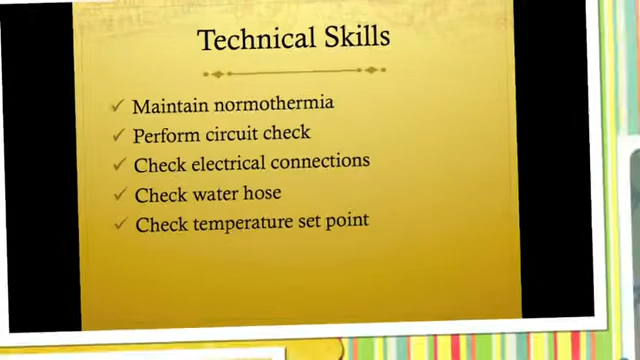 Technical Skills
Maintain normothermia
Perform circuit check
Check electrical connections
Check water hose
Check temperature set point